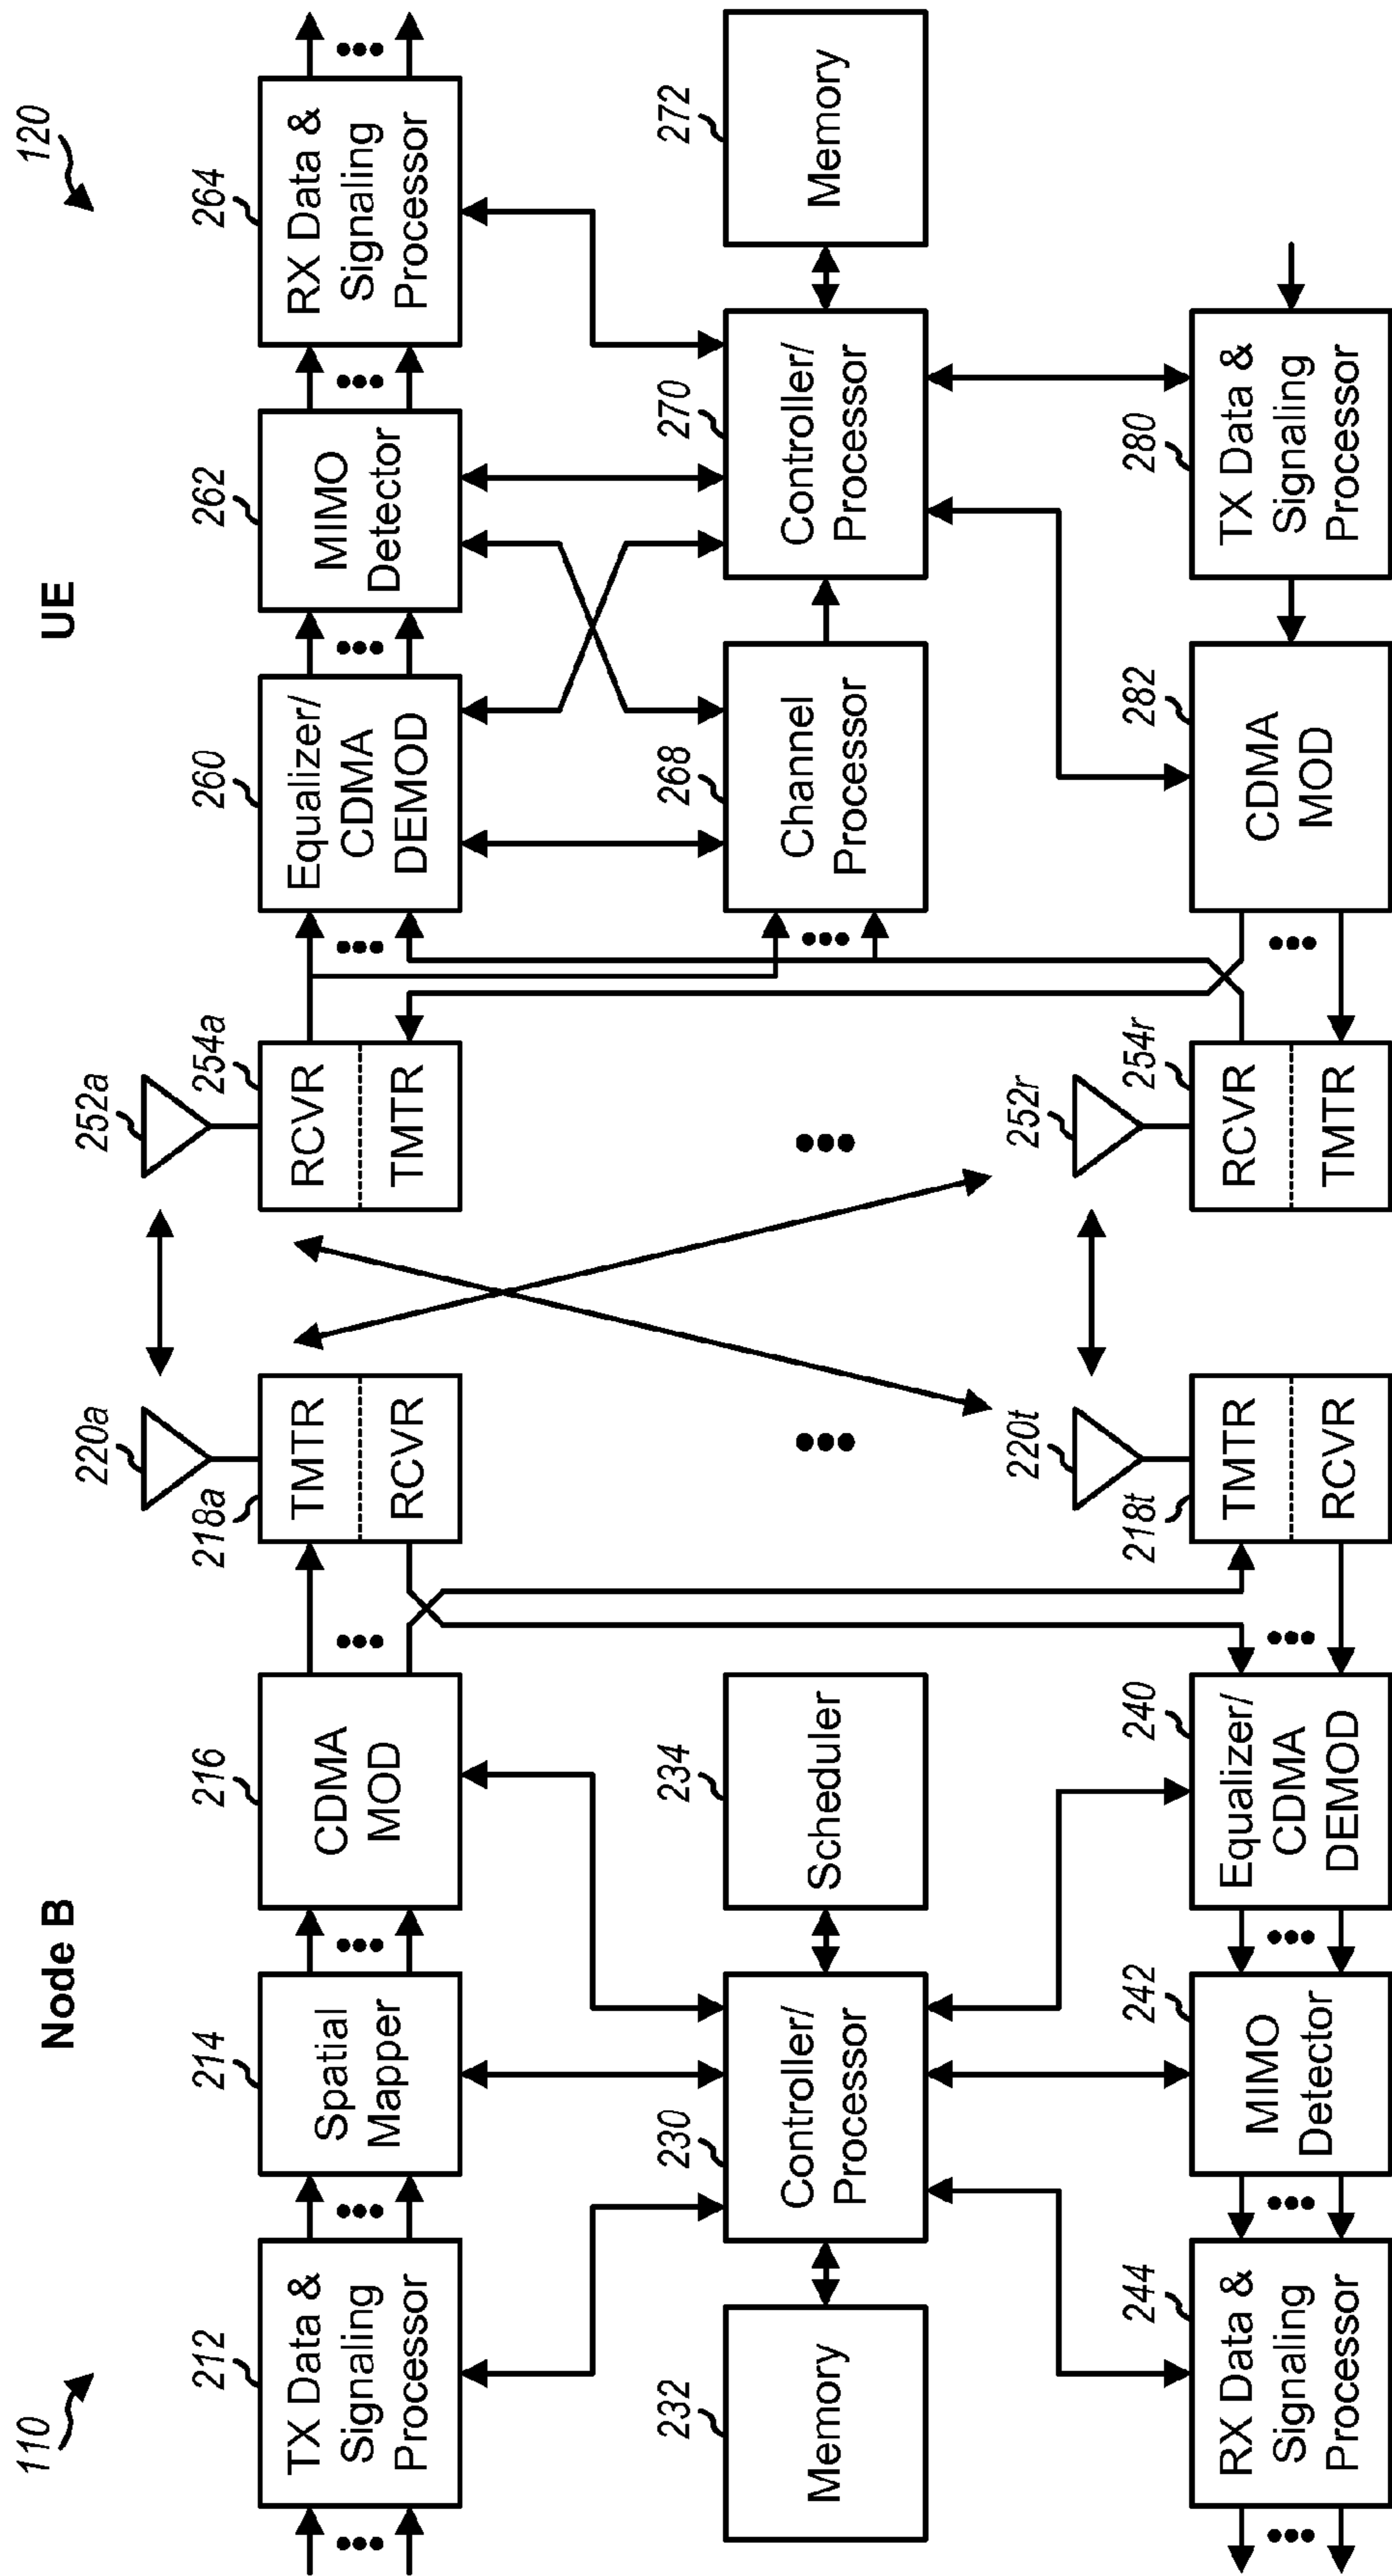 110
Node B
UE
120
212
TX Data &
Signaling
Processor
214
Spatial
Mapper
216
CDMA
MOD
220a
218a
TMTR
RCVR
252a
254a
RCVR
TMTR
260
Equalizer/
CDMA
DEMOD
262
MIMO
Detector
264
RX Data &
Signaling
Processor
232
Memory
230
Controller/
Processor
234
Scheduler
268
Channel
Processor
270
Controller/
Processor
272
Memory
244
RX Data &
Signaling
Processor
242
MIMO
Detector
240
Equalizer/
CDMA
DEMOD
220t
218t
TMTR
RCVR
252r
254r
RCVR
TMTR
282
CDMA
MOD
280
TX Data &
Signaling
Processor